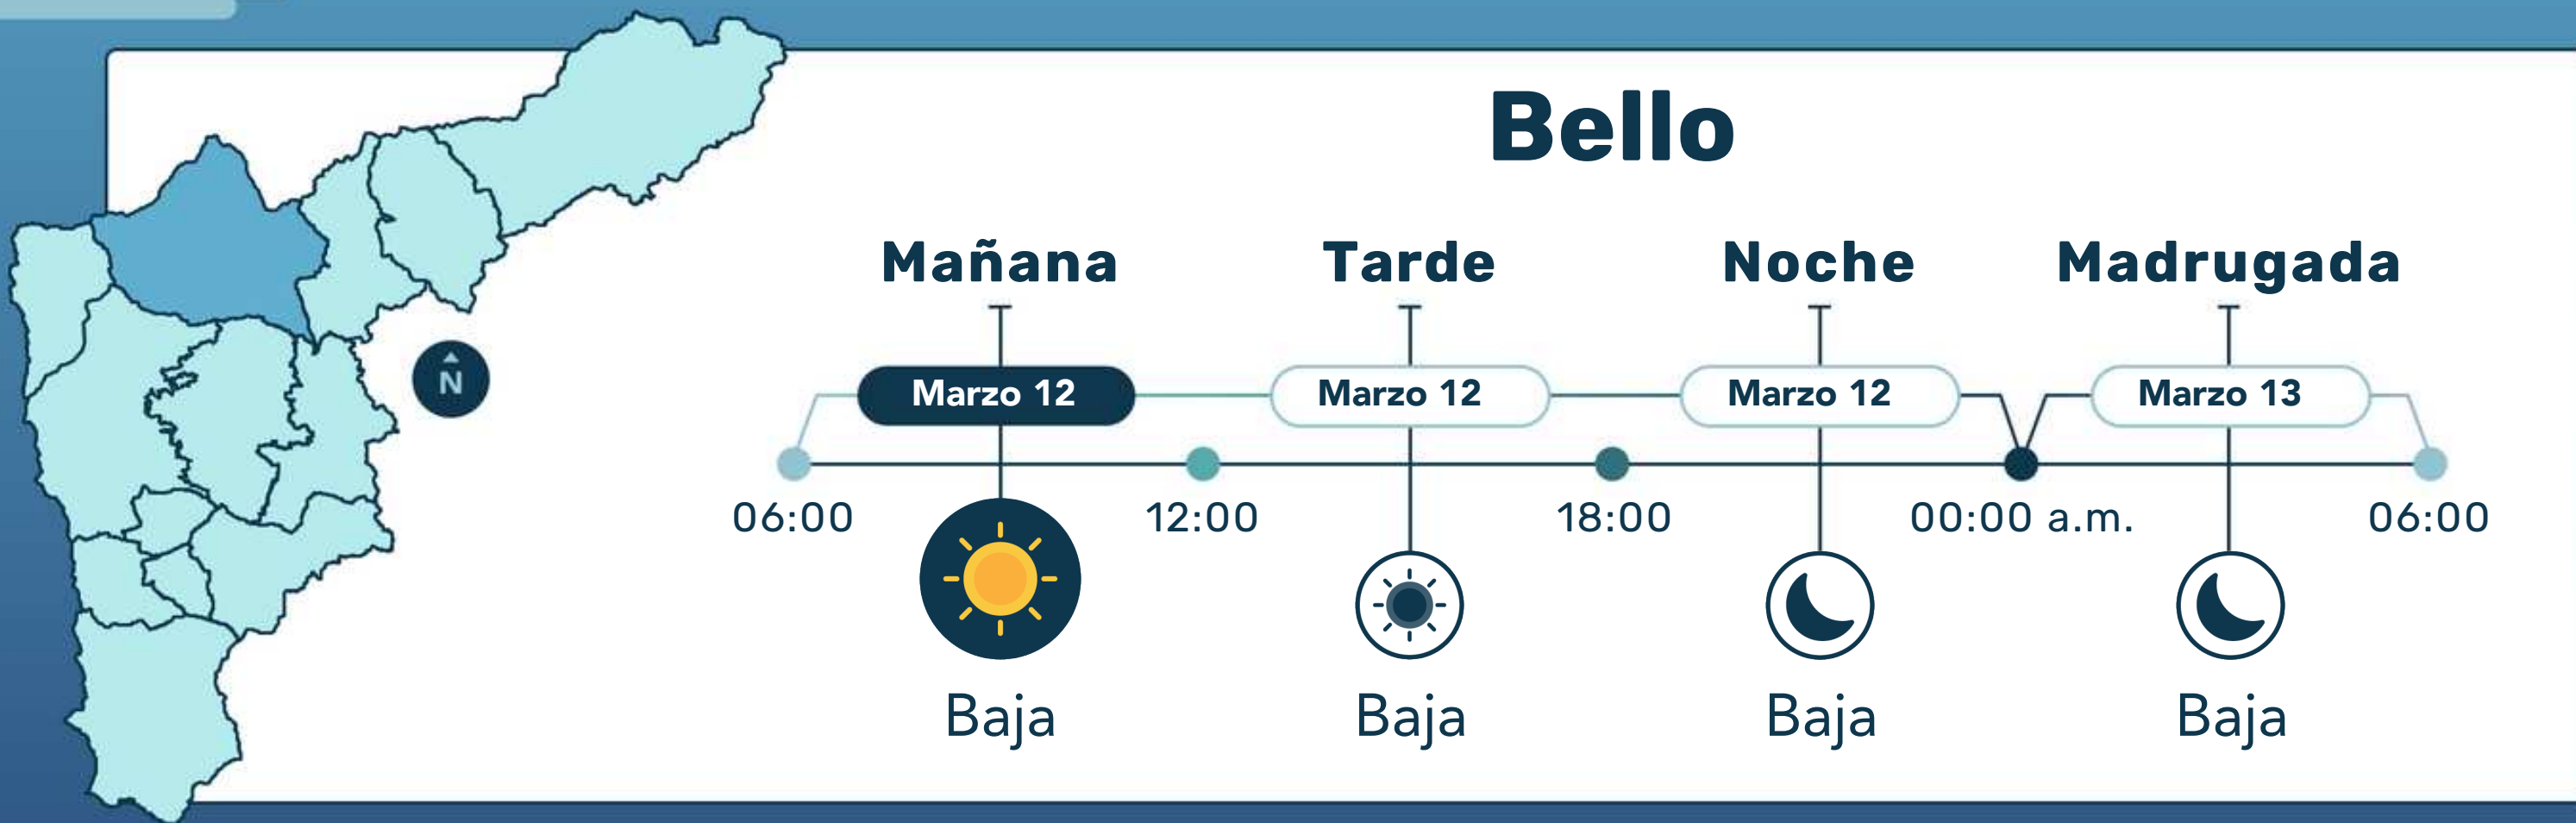 Bello
Mañana Tarde Noche Madrugada
N
Marzo 12 Marzo 12 Marzo 12 Marzo 13
06:00 12:00 18:00 00:00 a.m. 06:00
Baja Baja Baja Baja